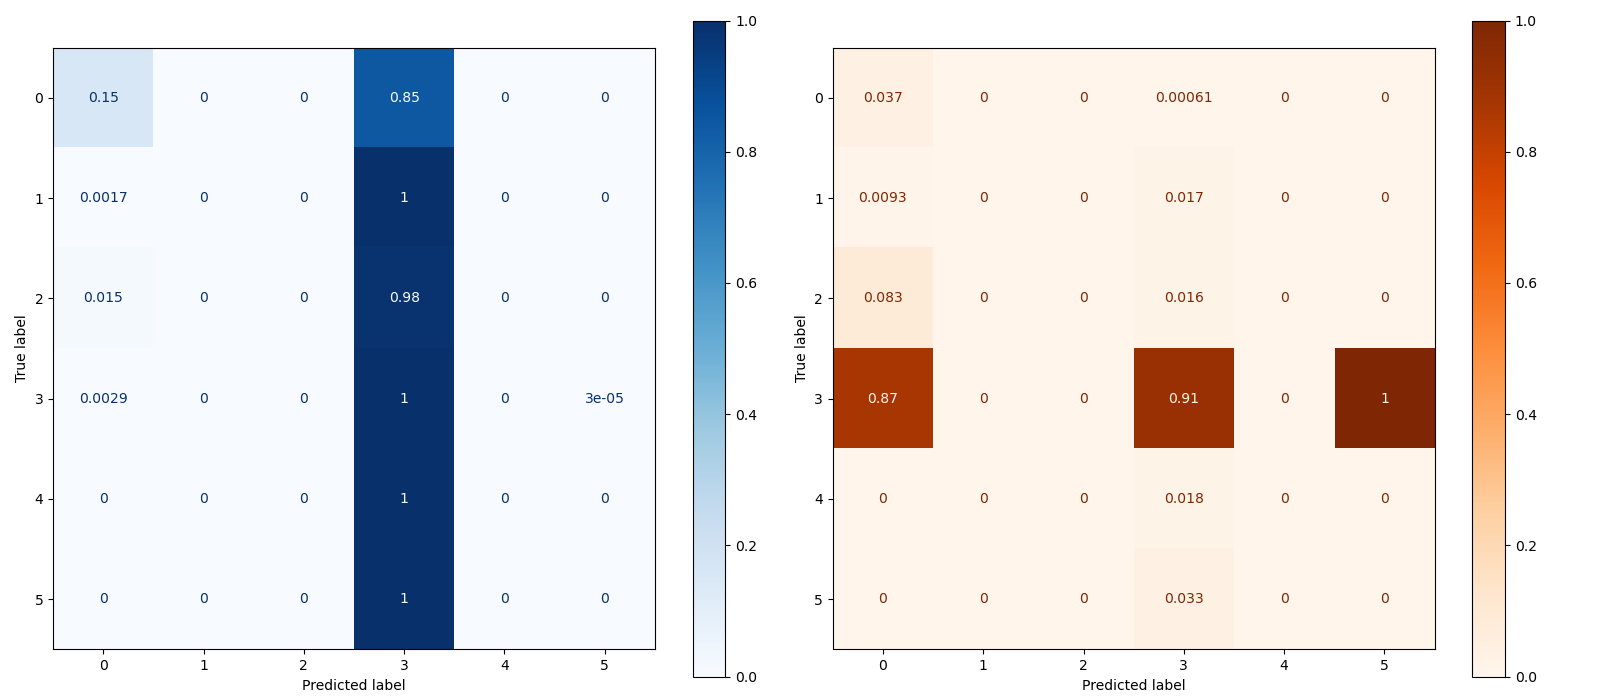 1.0
1.0
0 0.15 0 0 0.85 0 0
0 0.037 0 0 0.00061 0 0
0.8
0.8
1 0.0017 0 0 1 0 0
1 0.0093 0 0 0.017 0 0
2 0.015 0 0 0.98 0 0
2 0.083 0 0 0.016 0 0
0.6
0.6
True label
True label
3 0.0029 0 0 1 0 3e-05
3 0.87 0 0 0.91 0 1
0.4
0.4
4 0 0 0 1 0 0
4 0 0 0 0.018 0 0
0.2
0.2
5 0 0 0 1 0 0
5 0 0 0 0.033 0 0
0 1 2 3 4 5
0 1 2 3 4 5
0.0
0.0
Predicted label
Predicted label